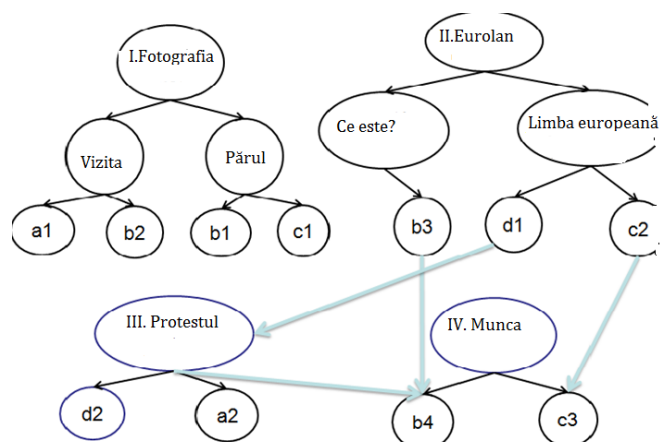 I.Fotografia
II.Eurolan
Vizita
Părul
Ce este?
Limba europeană
a1
b2
b1
c1
b3
d1
c2
III. Protestul
IV. Munca
d2
a2
b4
c3